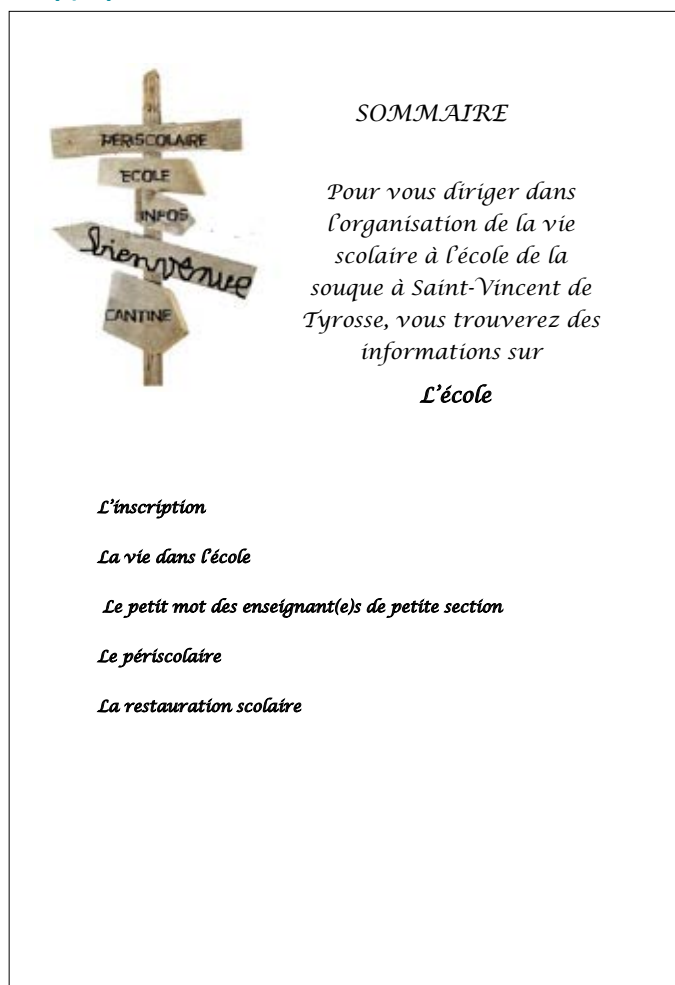 PERISCOLAIRE
ECOLE
INFOS
bienvenue
CANTINE
SOMMAIRE
Pour vous diriger dans
l'organisation de la vie
scolaire à l'école de la
souque à Saint-Vincent de
Tyrosse, vous trouverez des
informations sur
L'école
L'inscription
La vie dans l'école
Le petit mot des enseignant(e)s de petite section
Le périscolaire
La restauration scolaire